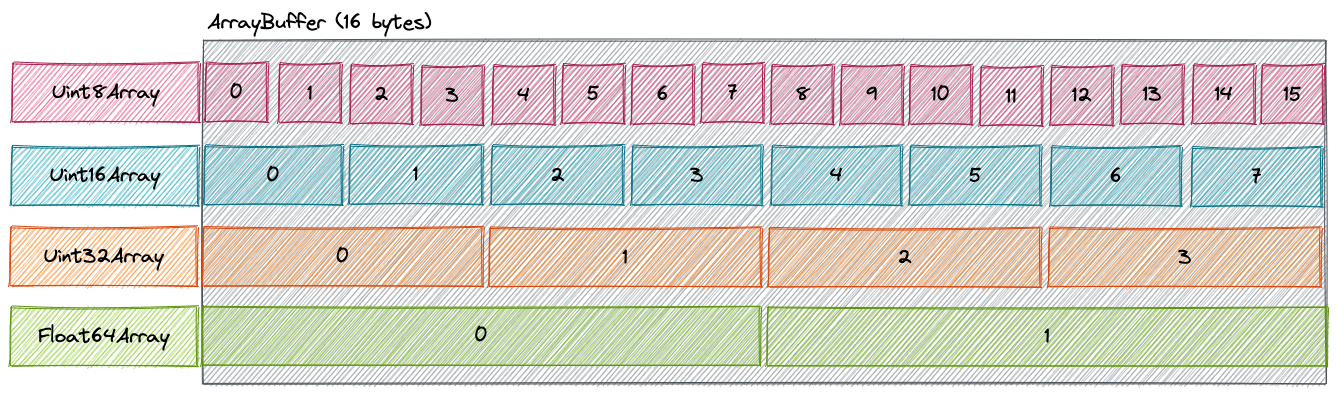 ArrayBuffer (16 bytes)
Uint8Array 0 1 2 3 4 5 6 7 8 9 10 11 12 13 14 15
Uint16Array 0 1 2 3 4 5 6 7
Uint32Array 0 1 2 3
Float64Array 0 1